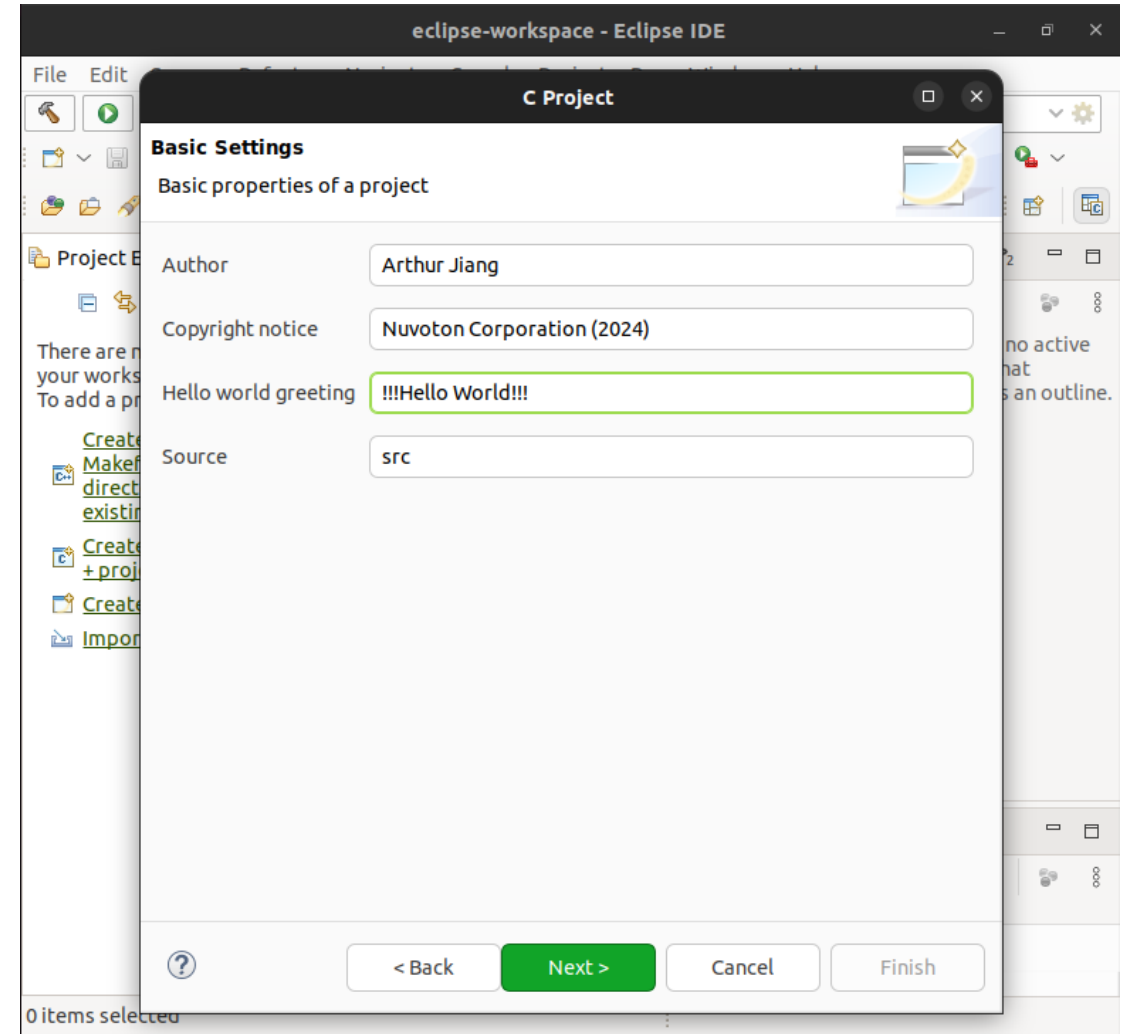 eclipse-workspace - Eclipse IDE
File Edit
C Project
Basic Settings
Basic properties of a project
Project E
Author Arthur Jiang
Copyright notice Nuvoton Corporation (2024)
Hello world greeting !!!Hello World!!!
Source src
There are n
your works
To add a pr
Create
Makef
direct
existin
Create
+ proj
Create
Impor
no active
hat
s an outline.
< Back Next > Cancel Finish
0 items selected